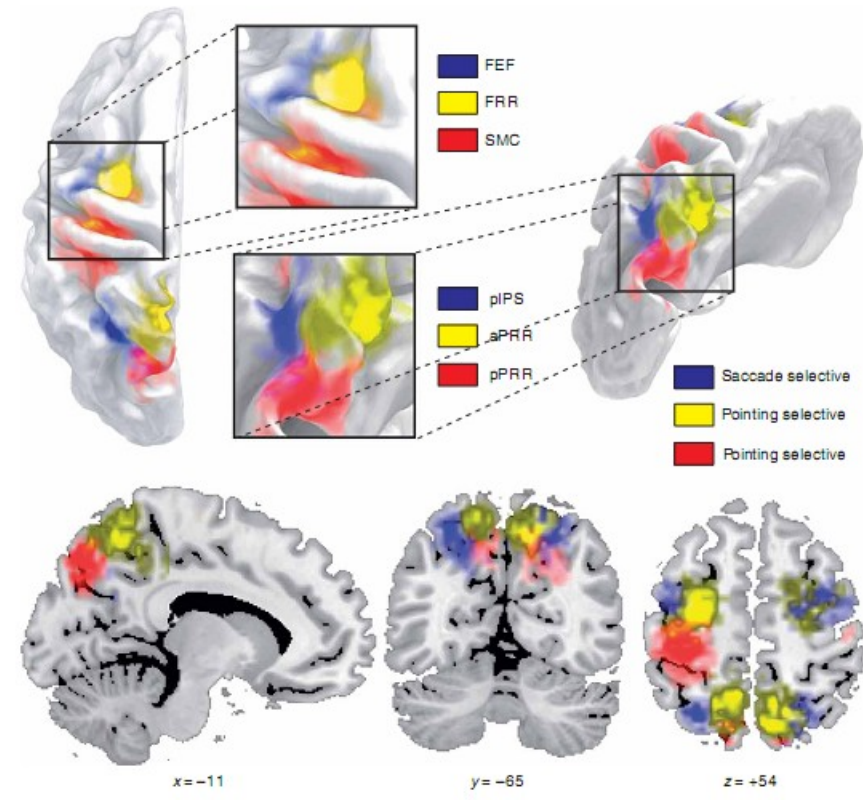 FEF
FRR
SMC
pIPS
aPRR
pPRR
Saccade selective
Pointing selective
Pointing selective
x = –11
y = –65
z = +54